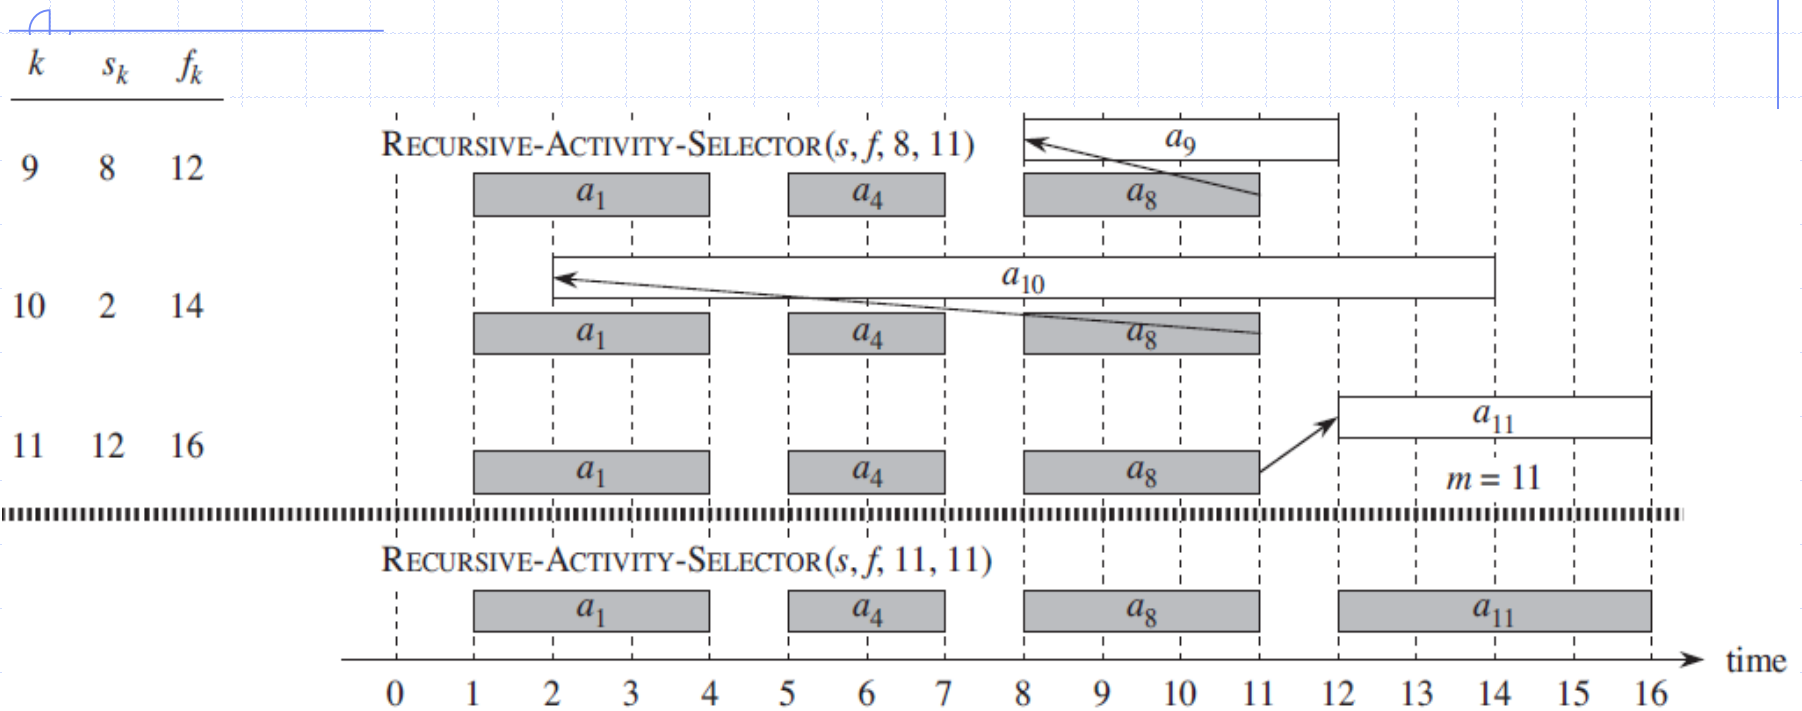 k s_k f_k
RECURSIVE-ACTIVITY-SELECTOR(s, f, 8, 11) a_9
9 8 12 a_1 a_4 a_8
a_10
10 2 14 a_1 a_4 a_8
a_11
11 12 16 a_1 a_4 a_8 m = 11
RECURSIVE-ACTIVITY-SELECTOR(s, f, 11, 11)
a_1 a_4 a_8 a_11
time
0 1 2 3 4 5 6 7 8 9 10 11 12 13 14 15 16